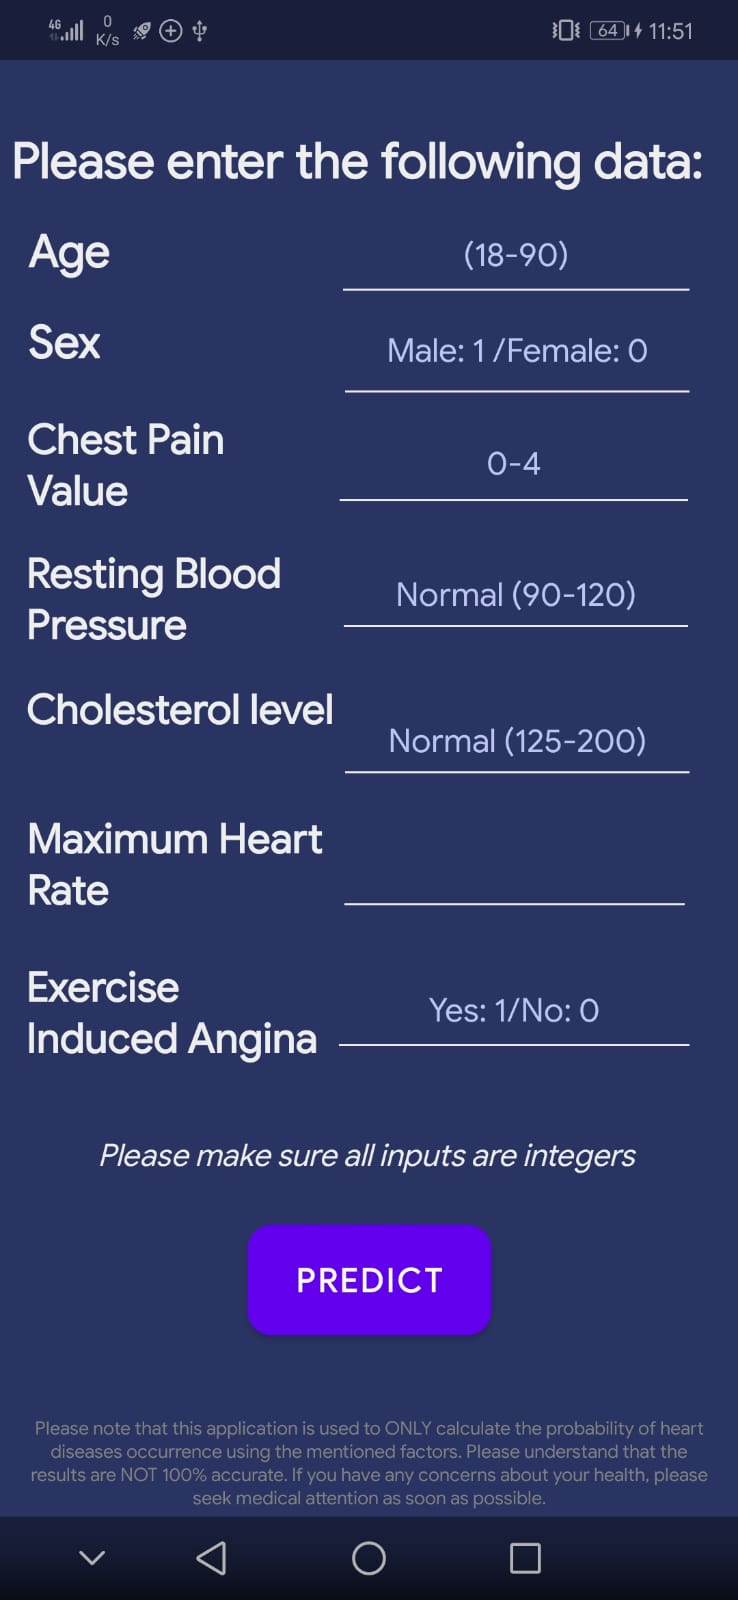 4G 0 K/s 64 11:51
Please enter the following data:
Age (18-90)
Sex Male: 1 /Female: 0
Chest Pain
Value 0-4
Resting Blood
Pressure Normal (90-120)
Cholesterol level
Normal (125-200)
Maximum Heart
Rate
Exercise
Induced Angina Yes: 1/No: 0
Please make sure all inputs are integers
PREDICT
Please note that this application is used to ONLY calculate the probability of heart
diseases occurrence using the mentioned factors. Please understand that the
results are NOT 100% accurate. If you have any concerns about your health, please
seek medical attention as soon as possible.